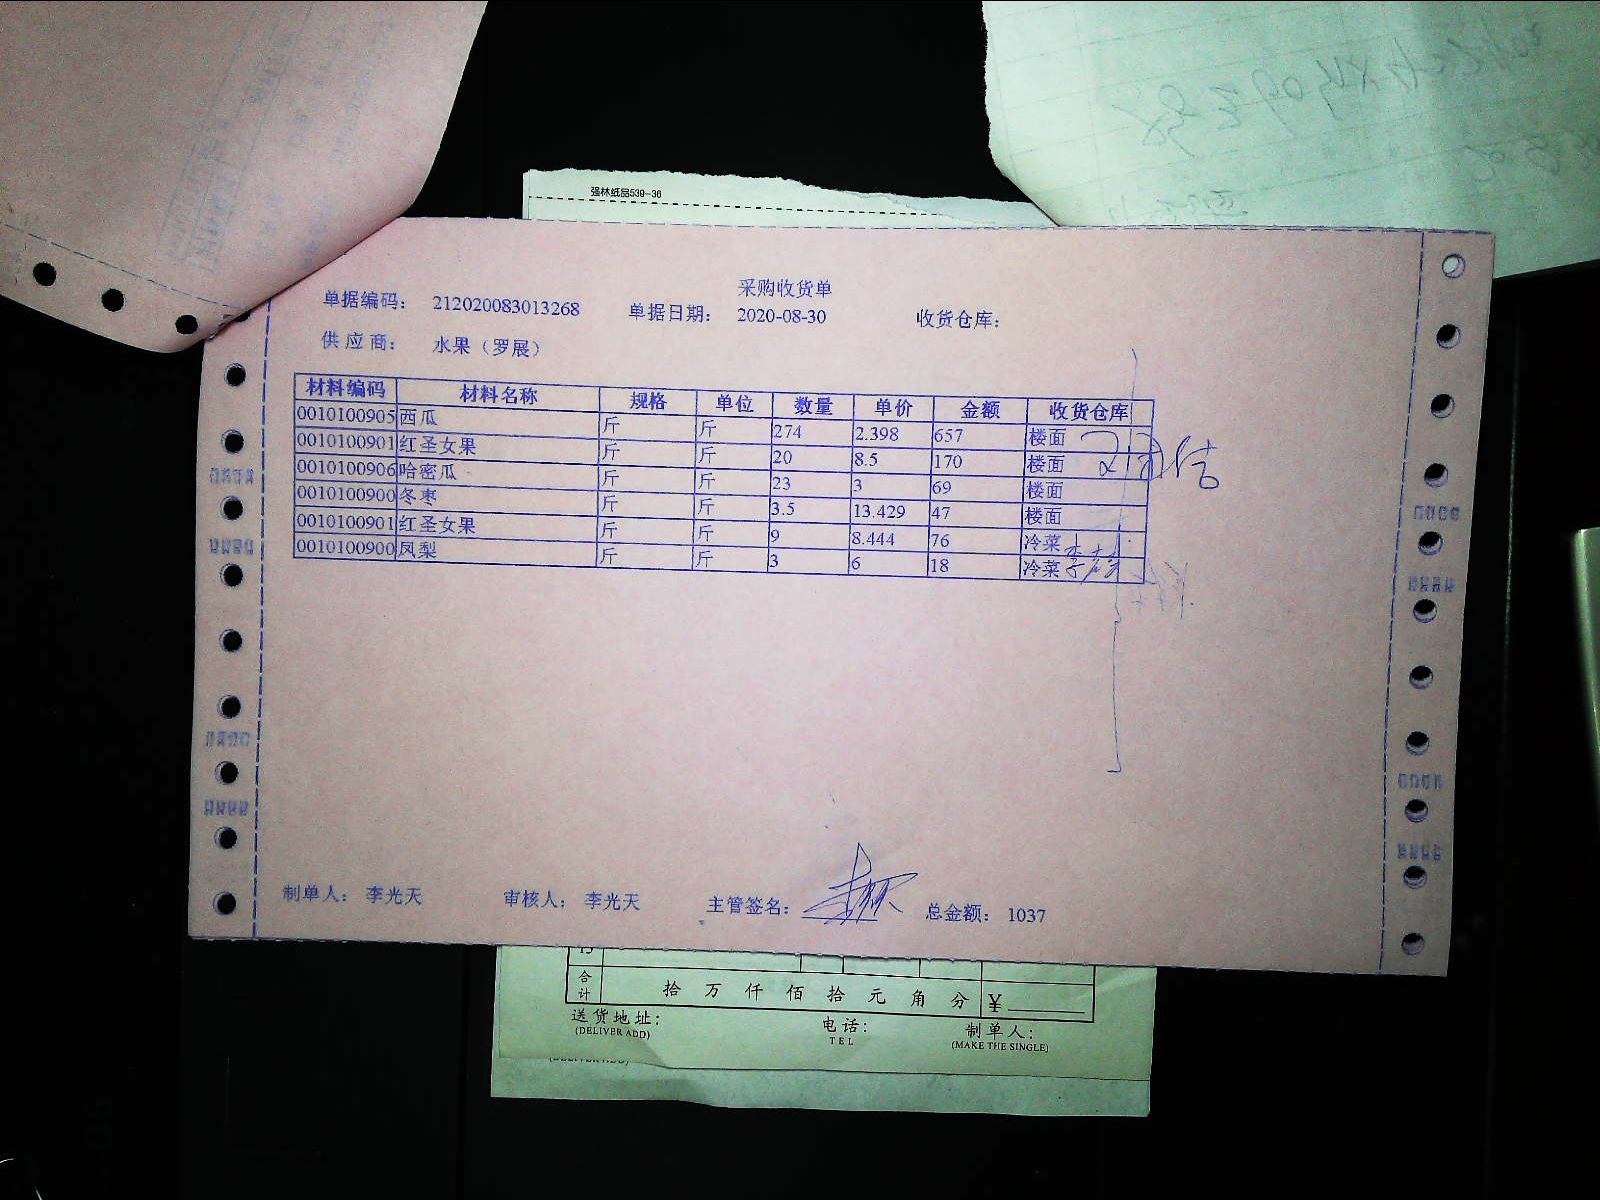 强林纸品539-36
采购收货单
单据编码: 212020083013268 单据日期: 2020-08-30 收货仓库:
供应商: 水果（罗展）
材料编码 材料名称 规格 单位 数量 单价 金额 收货仓库
0010100905 西瓜 斤 斤 274 2.398 657 楼面
0010100901 红圣女果 斤 斤 20 8.5 170 楼面
0010100906 哈密瓜 斤 斤 23 3 69 楼面
0010100900 冬枣 斤 斤 3.5 13.429 47 楼面
0010100901 红圣女果 斤 斤 9 8.444 76 冷菜
0010100900 凤梨 斤 斤 3 6 18 冷菜
制单人: 李光天 审核人: 李光天 主管签名: 总金额: 1037
合计 拾 万 仟 佰 拾 元 角 分 ¥
送货地址: 电话: 制单人:
(DELIVER ADD) TEL (MAKE THE SINGLE)